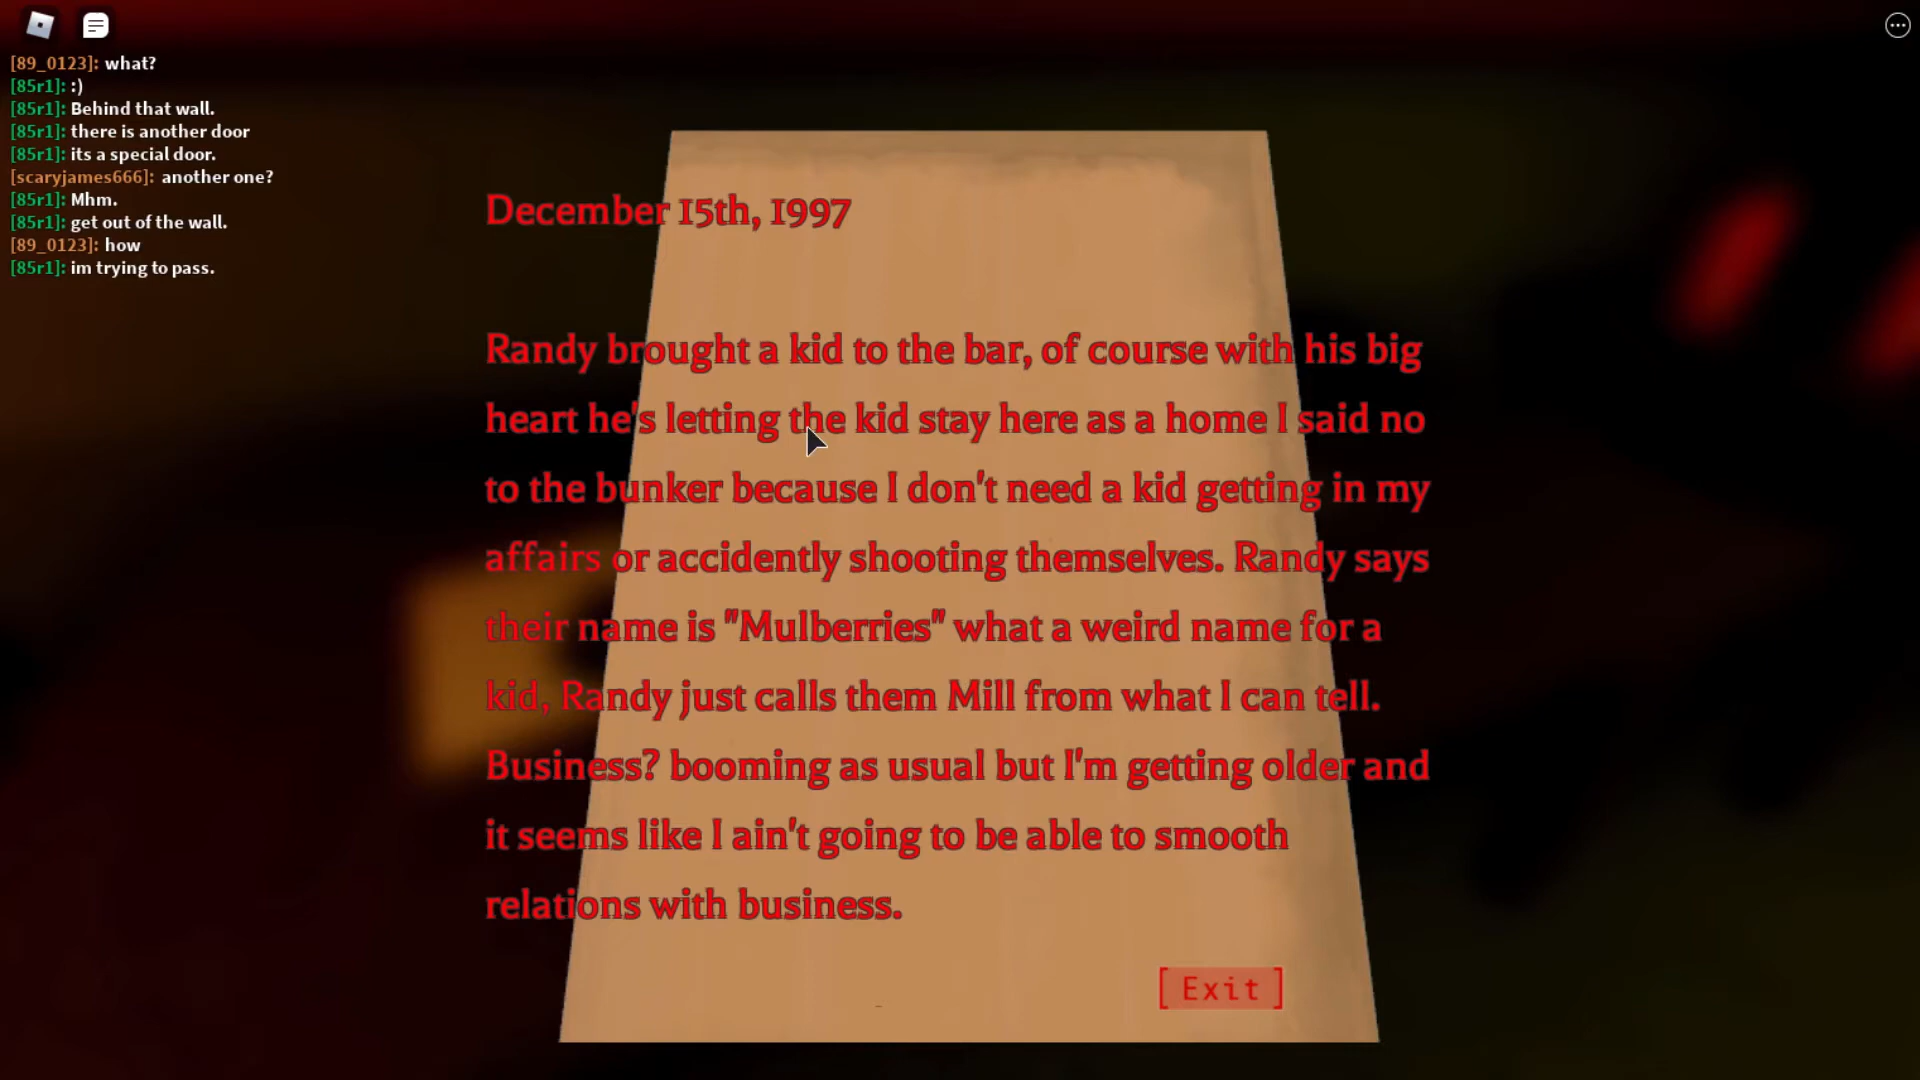 [89_0123]: what?
[85r1]: :)
[85r1]: Behind that wall.
[85r1]: there is another door
[85r1]: its a special door.
[scaryjames666]: another one?
[85r1]: Mhm.
[85r1]: get out of the wall.
[89_0123]: how
[85r1]: im trying to pass.
December 15th, 1997
Randy brought a kid to the bar, of course with his big
heart he's letting the kid stay here as a home I said no
to the bunker because I don't need a kid getting in my
affairs or accidently shooting themselves. Randy says
their name is "Mulberries" what a weird name for a
kid, Randy just calls them Mill from what I can tell.
Business? booming as usual but I'm getting older and
it seems like I ain't going to be able to smooth
relations with business.
[ Exit ]